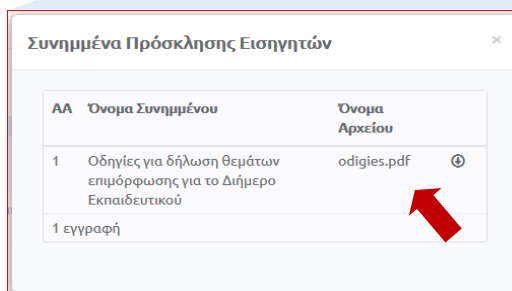 Συνημμένα Πρόσκλησης Εισηγητών ×
ΑΑ Όνομα Συνημμένου Όνομα
Αρχείου
1 Οδηγίες για δήλωση θεμάτων odigies.pdf
επιμόρφωσης για το Διήμερο
Εκπαιδευτικού
1 εγγραφή